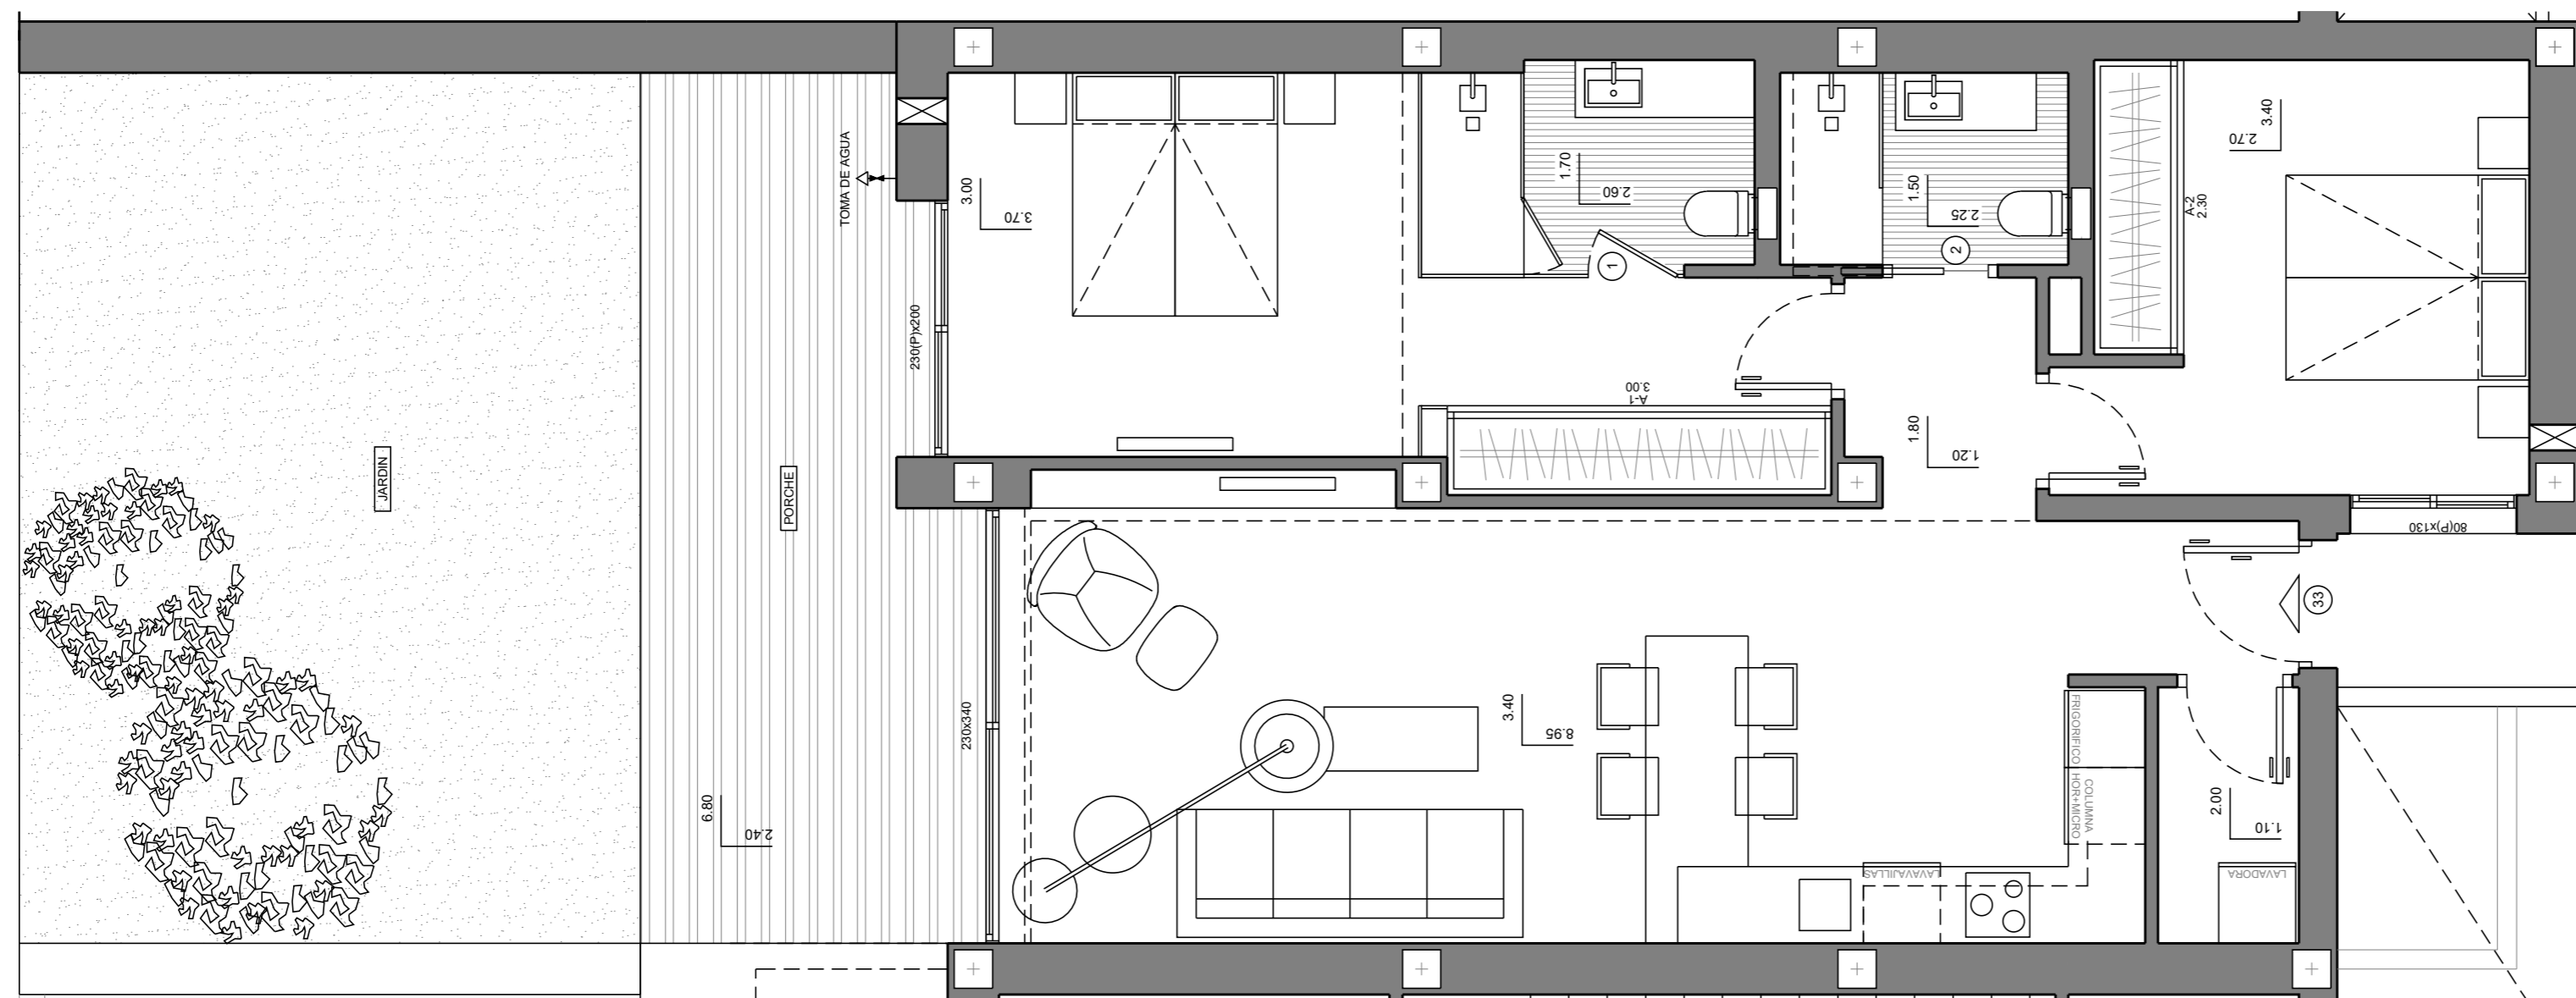 TOMA DE AGUA
3.00
3.70
230(P)x200
1.70
2.60
1
1.50
2.25
2
A-2
2.30
3.40
2.70
A-1
3.00
1.80
1.20
80(P)x130
JARDIN
PORCHE
33
230x340
3.40
8.95
6.80
2.40
FRIGORIFICO
COLUMNA
HOR+MICRO
LAVAVAJILLAS
2.00
1.10
LAVADORA